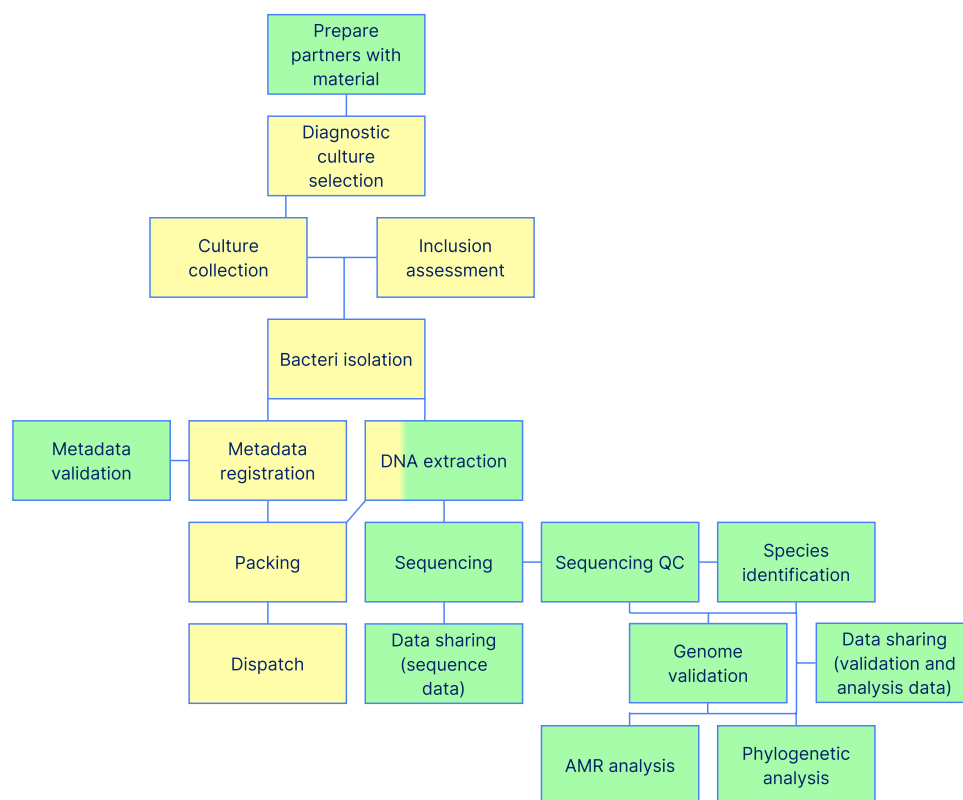 Prepare
partners with
material
Diagnostic
culture
selection
Culture
collection
Inclusion
assessment
Bacteri isolation
Metadata
validation
Metadata
registration
DNA extraction
Packing
Sequencing
Sequencing QC
Species
identification
Dispatch
Data sharing
(sequence
data)
Genome
validation
Data sharing
(validation and
analysis data)
AMR analysis
Phylogenetic
analysis